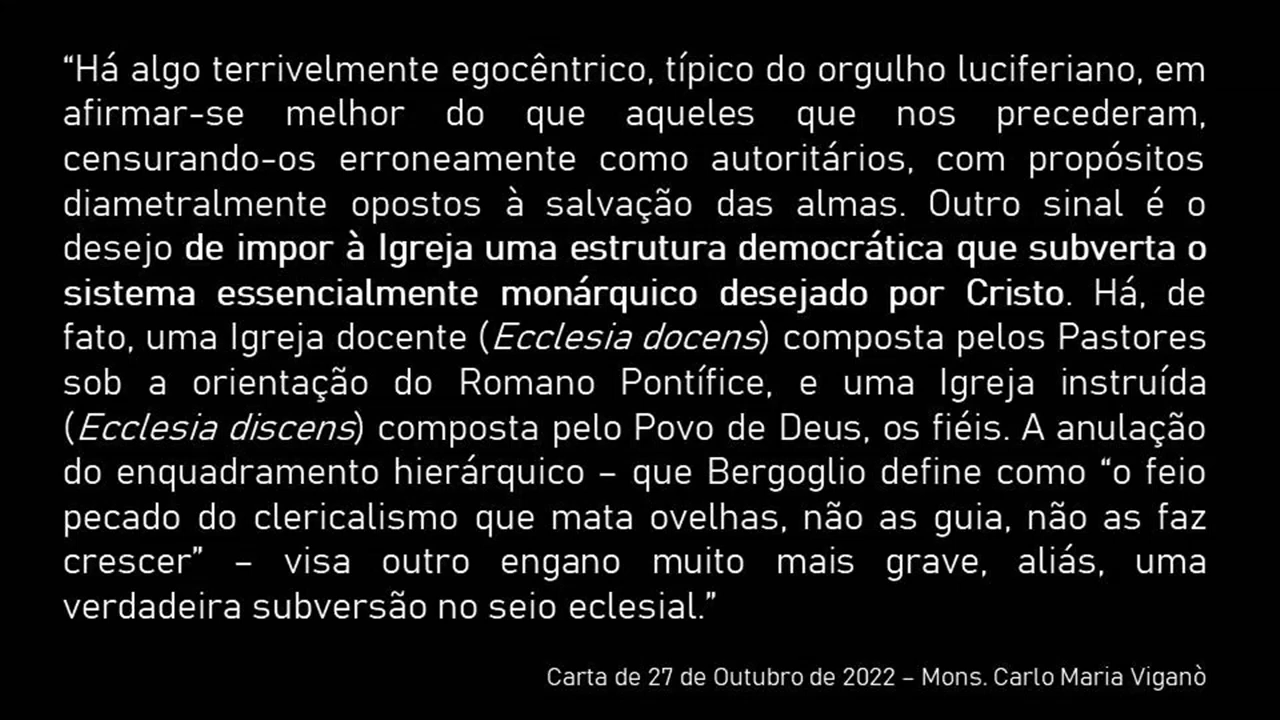 “Há algo terrivelmente egocêntrico, típico do orgulho luciferiano, em
afirmar-se melhor do que aqueles que nos precederam,
censurando-os erroneamente como autoritários, com propósitos
diametralmente opostos à salvação das almas. Outro sinal é o
desejo de impor à Igreja uma estrutura democrática que subverta o
sistema essencialmente monárquico desejado por Cristo. Há, de
fato, uma Igreja docente (Ecclesia docens) composta pelos Pastores
sob a orientação do Romano Pontífice, e uma Igreja instruída
(Ecclesia discens) composta pelo Povo de Deus, os fiéis. A anulação
do enquadramento hierárquico – que Bergoglio define como “o feio
pecado do clericalismo que mata ovelhas, não as guia, não as faz
crescer” – visa outro engano muito mais grave, aliás, uma
verdadeira subversão no seio eclesial.”
Carta de 27 de Outubro de 2022 – Mons. Carlo Maria Viganò